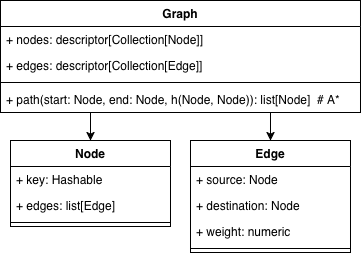 Graph
+ nodes: descriptor[Collection[Node]]
+ edges: descriptor[Collection[Edge]]
+ path(start: Node, end: Node, h(Node, Node)): list[Node]  # A*
Node
+ key: Hashable
+ edges: list[Edge]
Edge
+ source: Node
+ destination: Node
+ weight: numeric